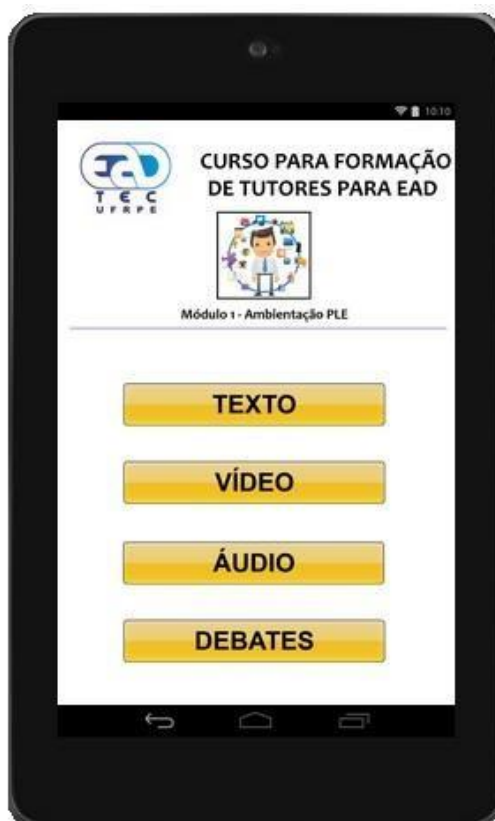 10:10
EAD
TEC
UFRPE
CURSO PARA FORMAÇÃO
DE TUTORES PARA EAD
Módulo 1 - Ambientação PLE
TEXTO
VÍDEO
ÁUDIO
DEBATES